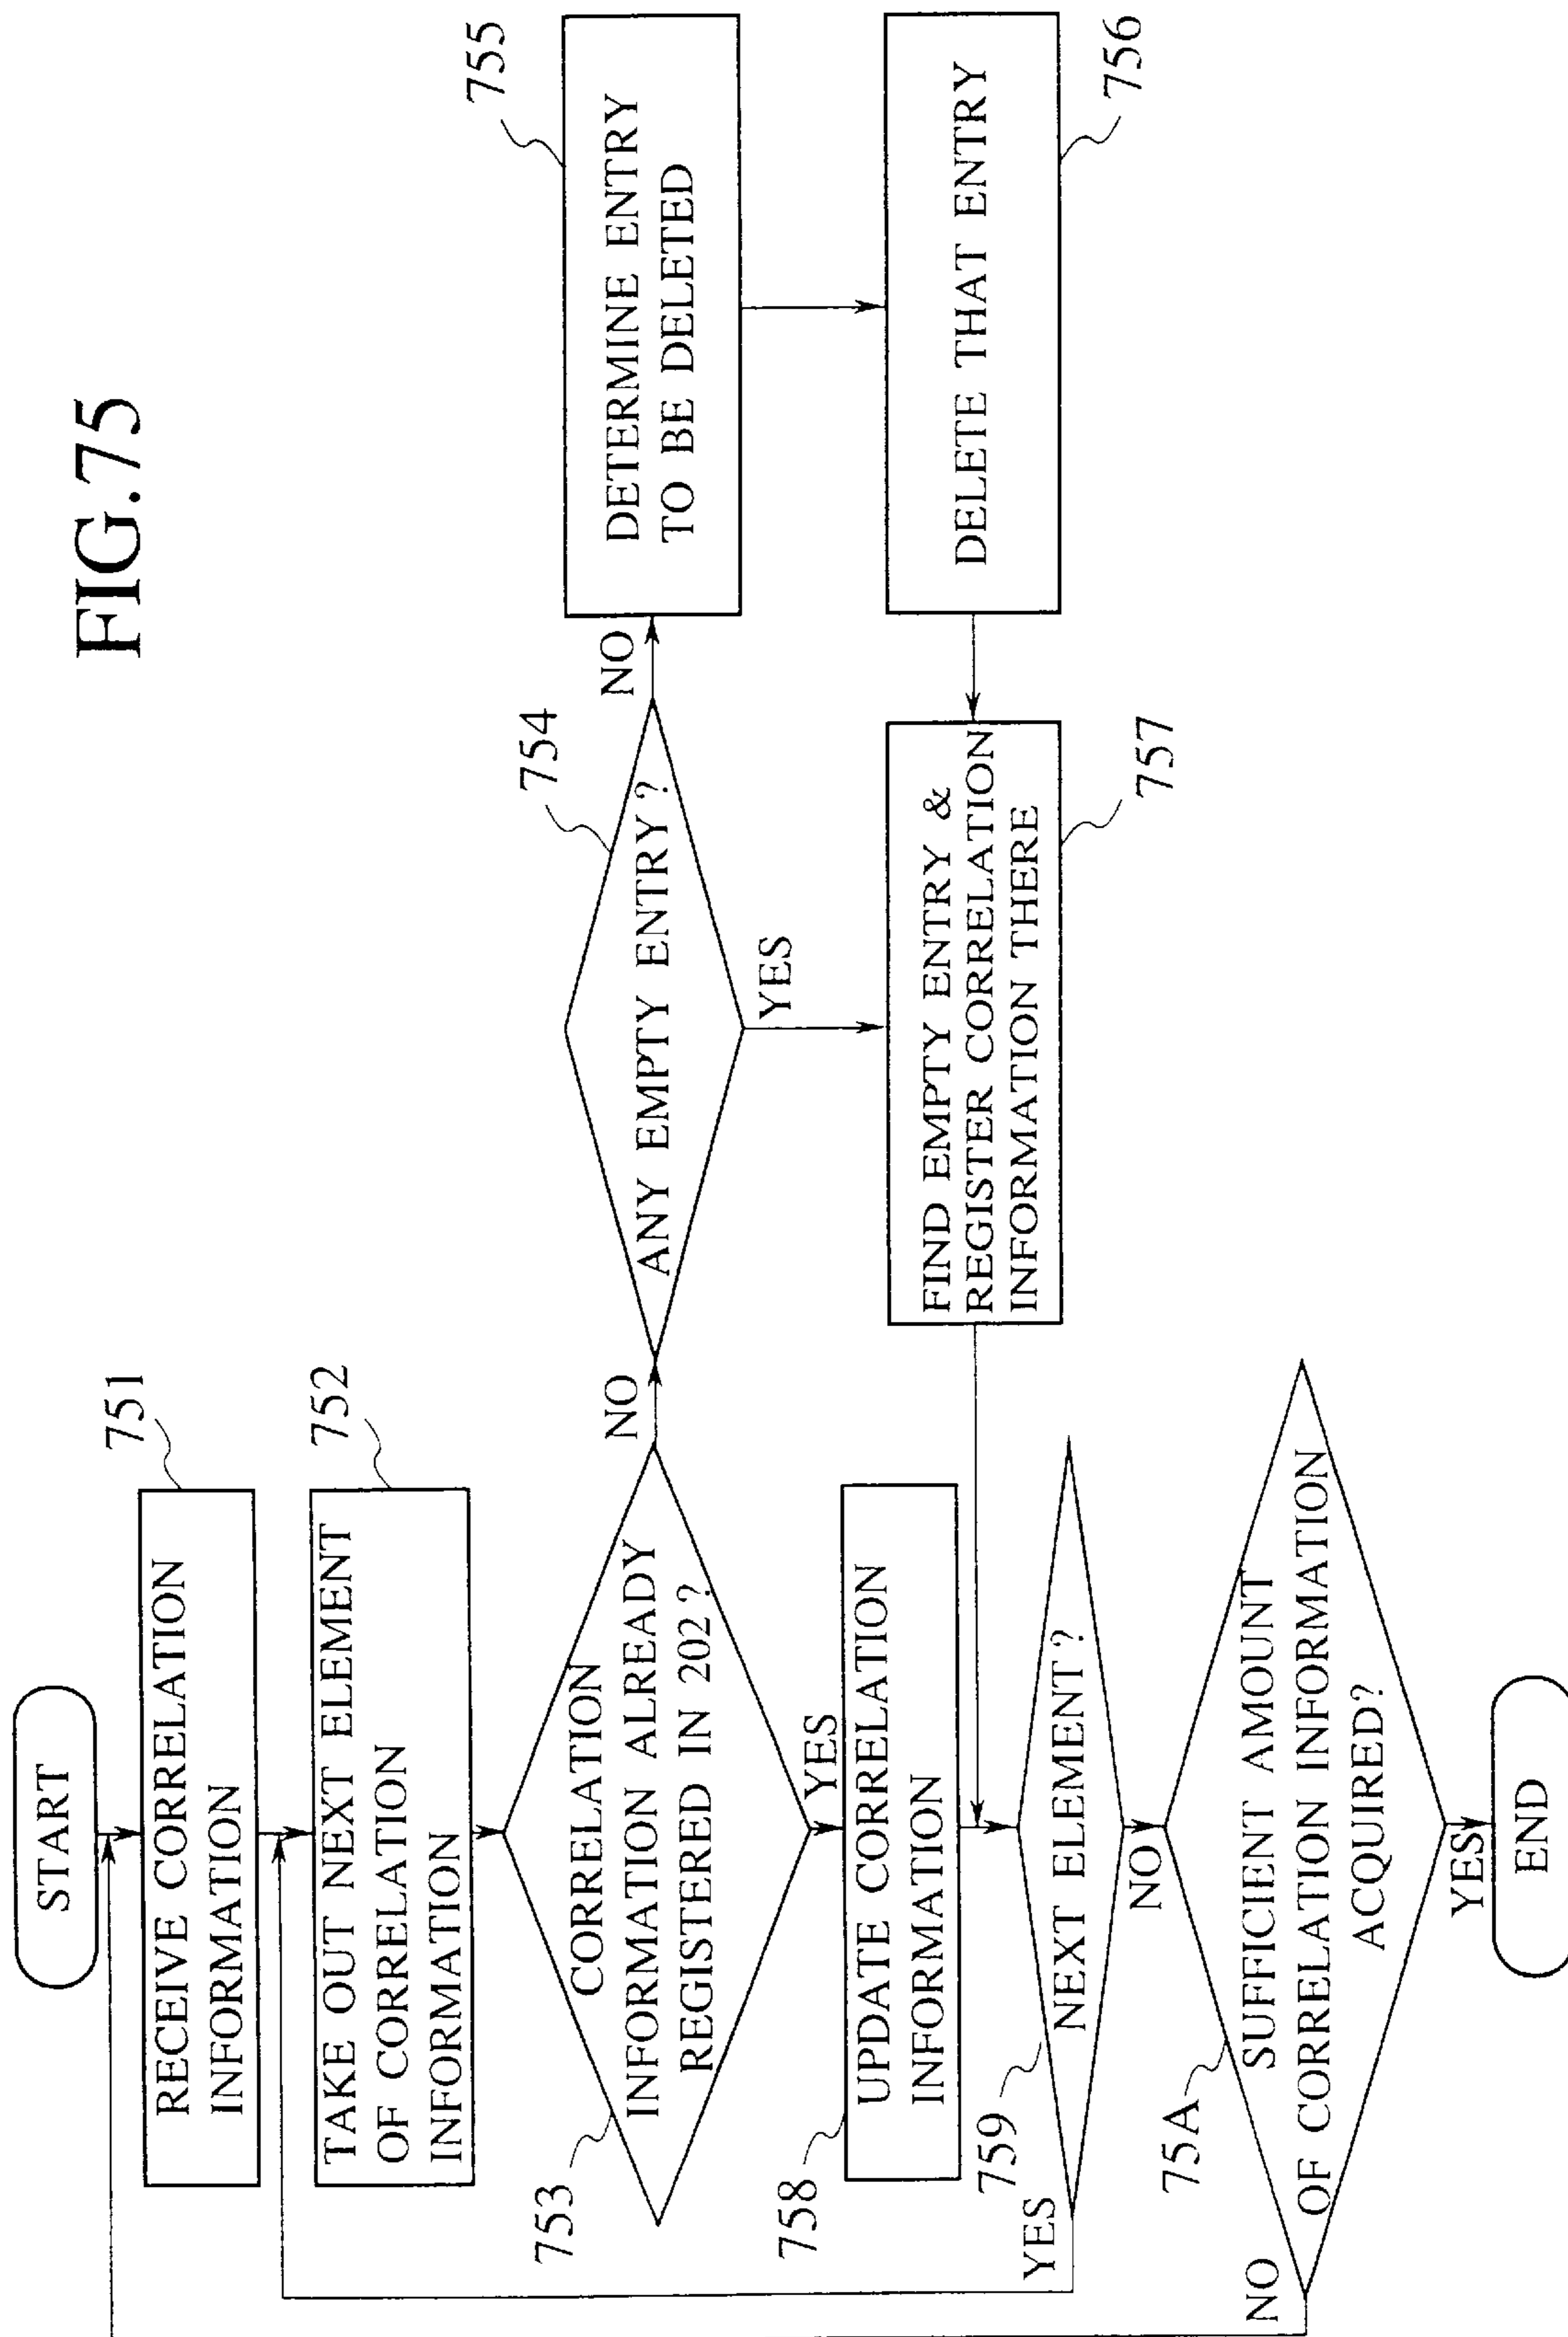 FIG.75
START
751
RECEIVE CORRELATION
INFORMATION
752
TAKE OUT NEXT ELEMENT
OF CORRELATION
INFORMATION
753
CORRELATION
INFORMATION ALREADY
REGISTERED IN 202?
NO
YES
754
ANY EMPTY ENTRY?
NO
YES
755
DETERMINE ENTRY
TO BE DELETED
756
DELETE THAT ENTRY
757
FIND EMPTY ENTRY &
REGISTER CORRELATION
INFORMATION THERE
758
UPDATE CORRELATION
INFORMATION
759
NEXT ELEMENT?
YES
NO
75A
SUFFICIENT AMOUNT
OF CORRELATION INFORMATION
ACQUIRED?
NO
YES
END